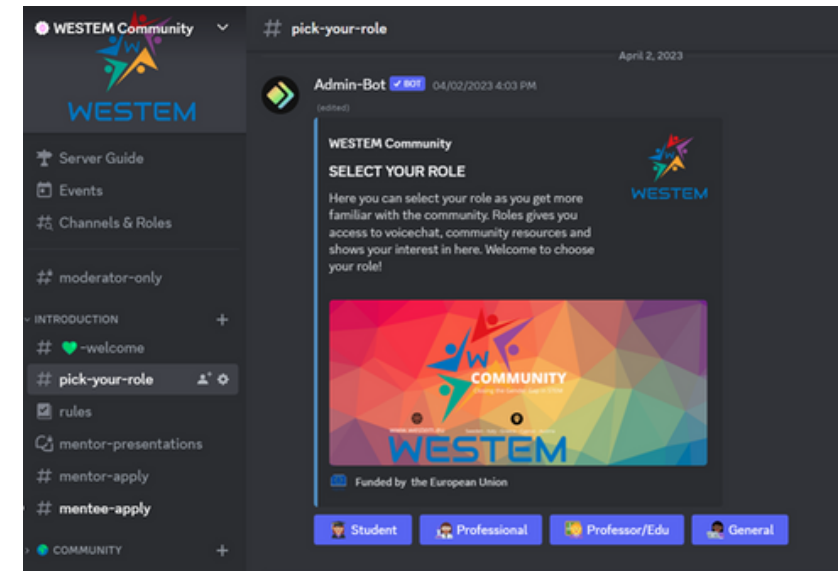 WESTEM Community
WESTEM
Server Guide
Events
Channels & Roles
moderator-only
INTRODUCTION
-welcome
pick-your-role
rules
mentor-presentations
mentor-apply
mentee-apply
COMMUNITY
pick-your-role
April 2, 2023
Admin-Bot BOT 04/02/2023 4:03 PM
(edited)
WESTEM Community
SELECT YOUR ROLE
Here you can select your role as you get more
familiar with the community. Roles gives you
access to voicechat, community resources and
shows your interest in here. Welcome to choose
your role!
WESTEM
W
COMMUNITY
www.westem.eu
WESTEM
Funded by the European Union
Student
Professional
Professor/Edu
General